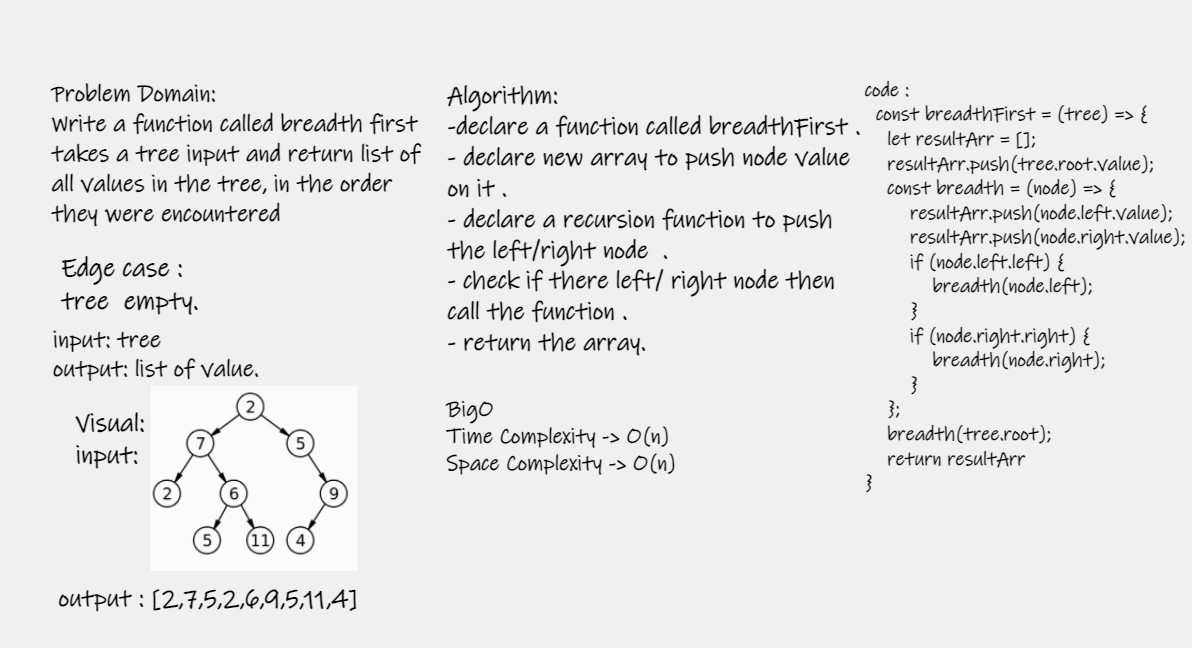 Problem Domain:
Write a function called breadth first
takes a tree input and return list of
all values in the tree, in the order
they were encountered
Edge case :
tree empty.
input: tree
output: list of value.
Visual:
input:
2
7
5
2
6
9
5
11
4
output : [2,7,5,2,6,9,5,11,4]
Algorithm:
-declare a function called breadthFirst .
- declare new array to push node value
on it .
- declare a recursion function to push
the left/right node .
- check if there left/ right node then
call the function .
- return the array.
BigO
Time Complexity -> O(n)
Space Complexity -> O(n)
code :
const breadthFirst = (tree) => {
let resultArr = [];
resultArr.push(tree.root.value);
const breadth = (node) => {
resultArr.push(node.left.value);
resultArr.push(node.right.value);
if (node.left.left) {
breadth(node.left);
}
if (node.right.right) {
breadth(node.right);
}
};
breadth(tree.root);
return resultArr
}